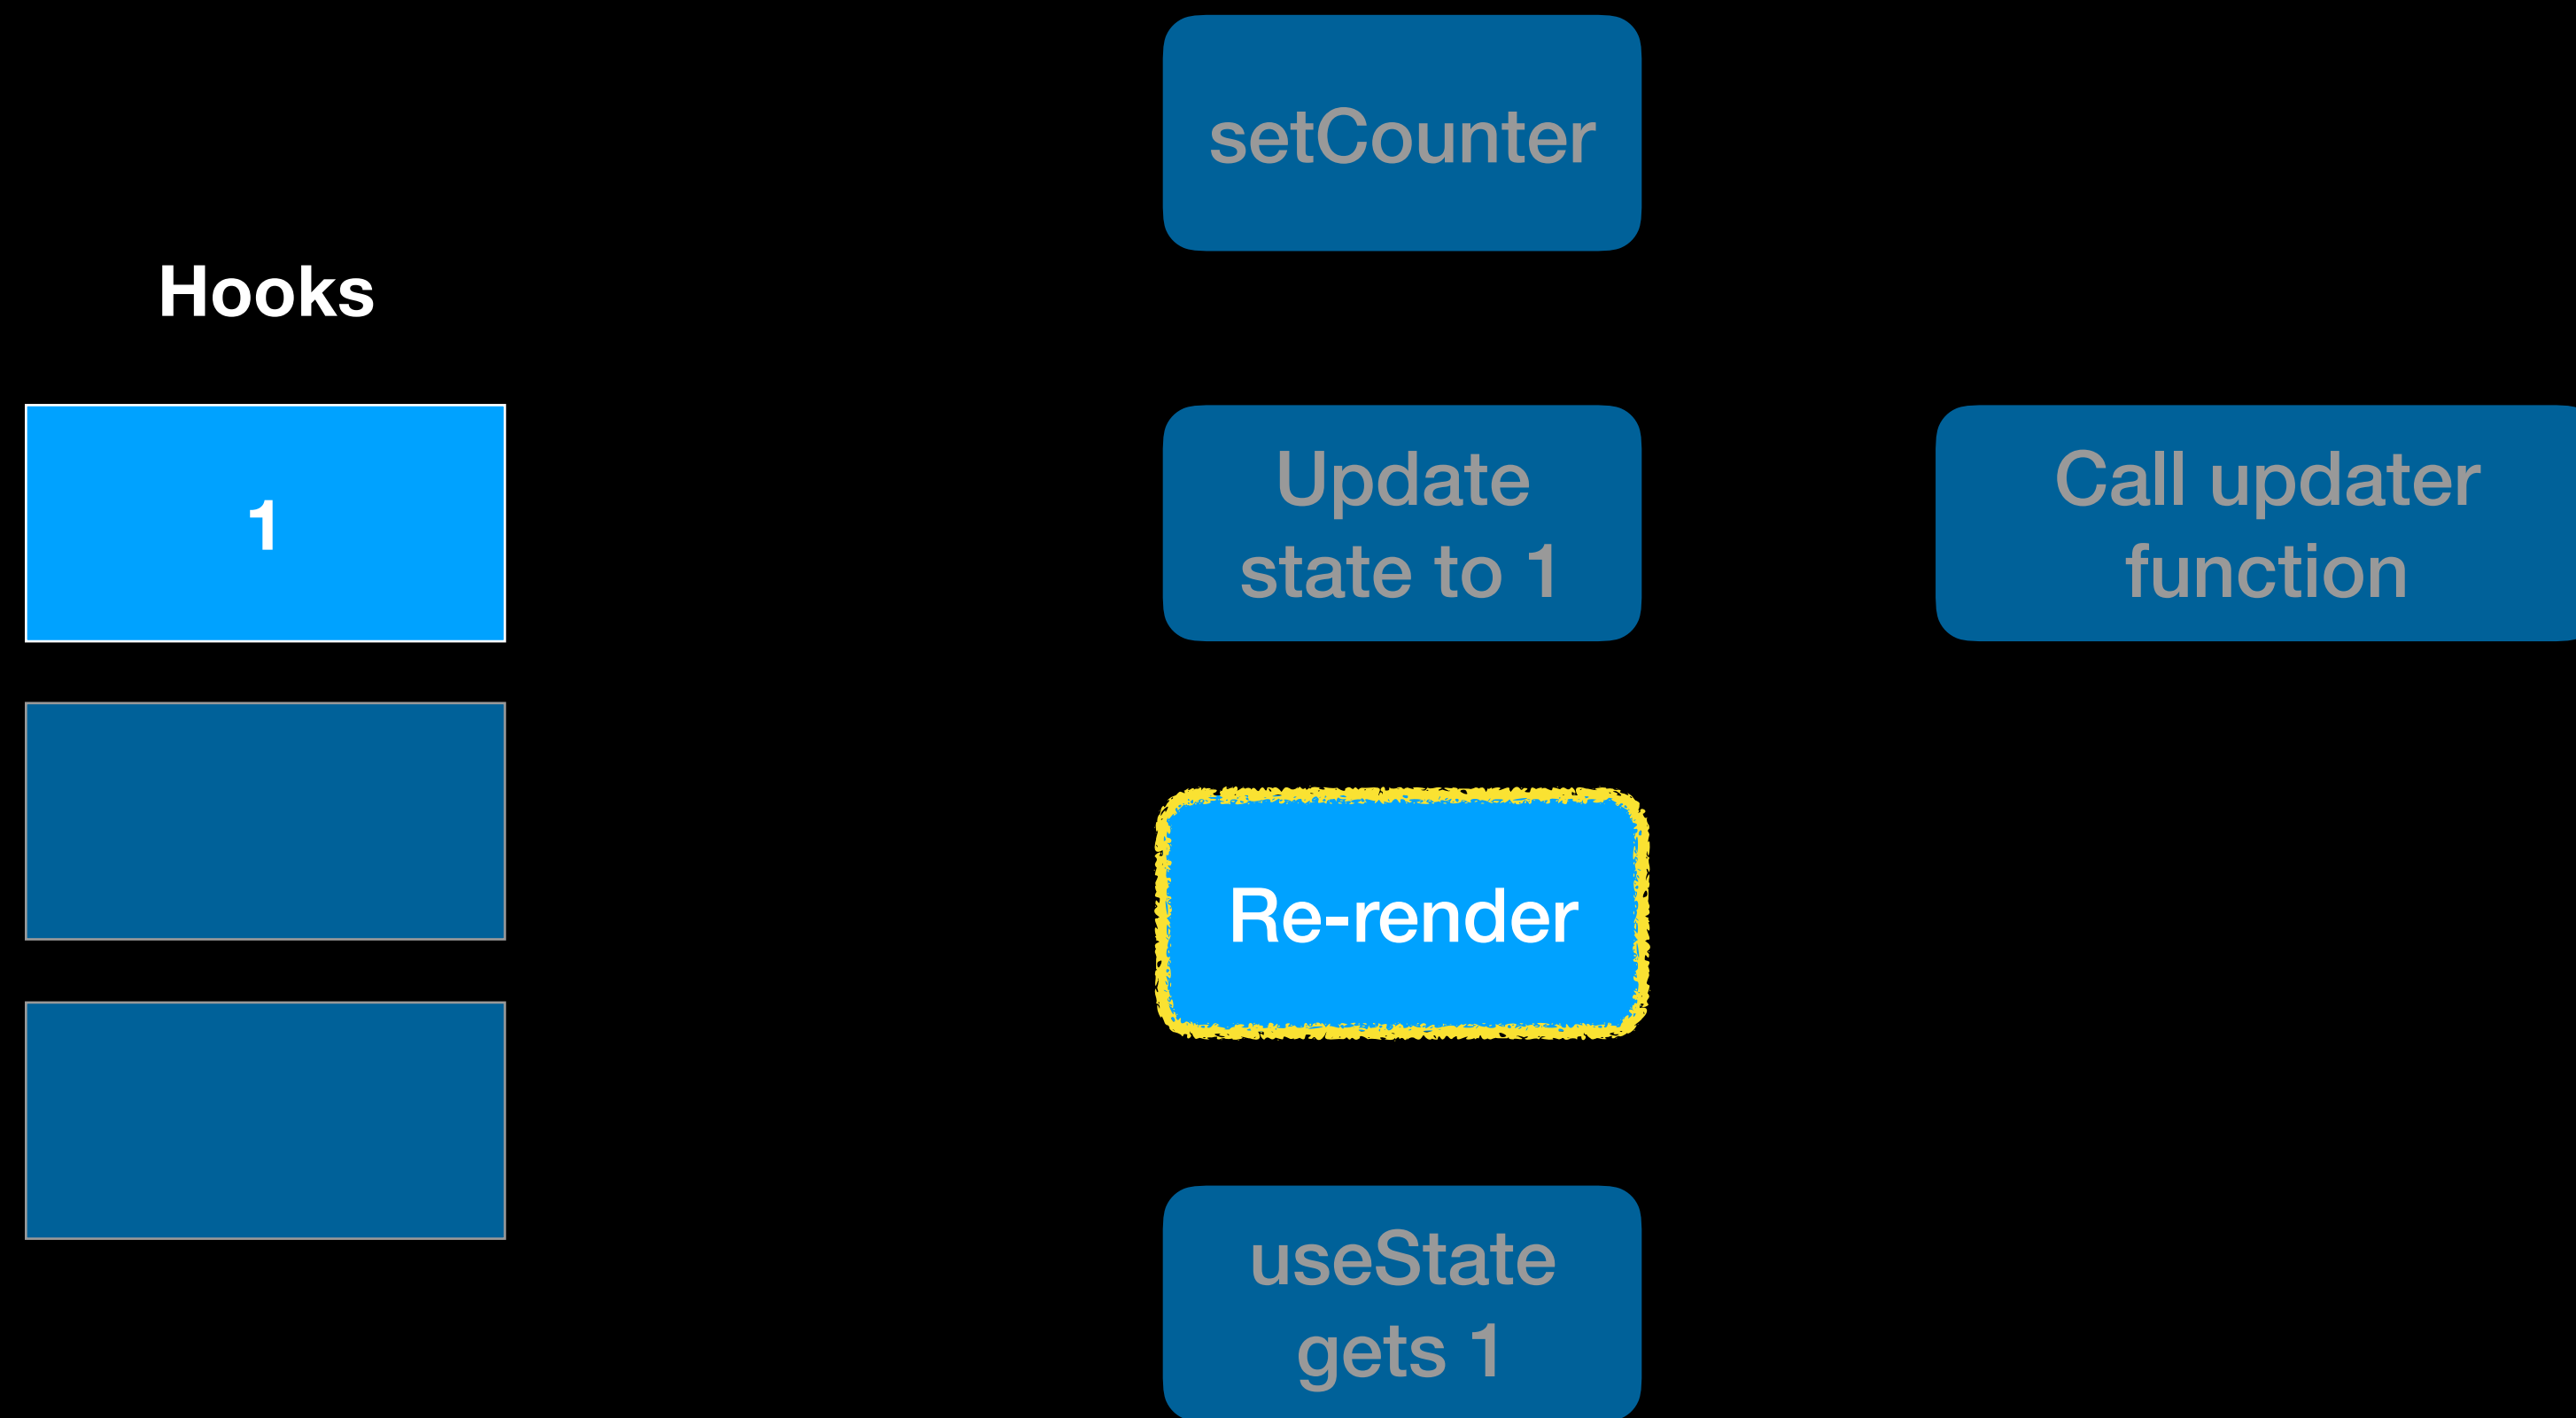 setCounter
Hooks
1
Update
state to 1
Call updater
function
Re-render
useState
gets 1